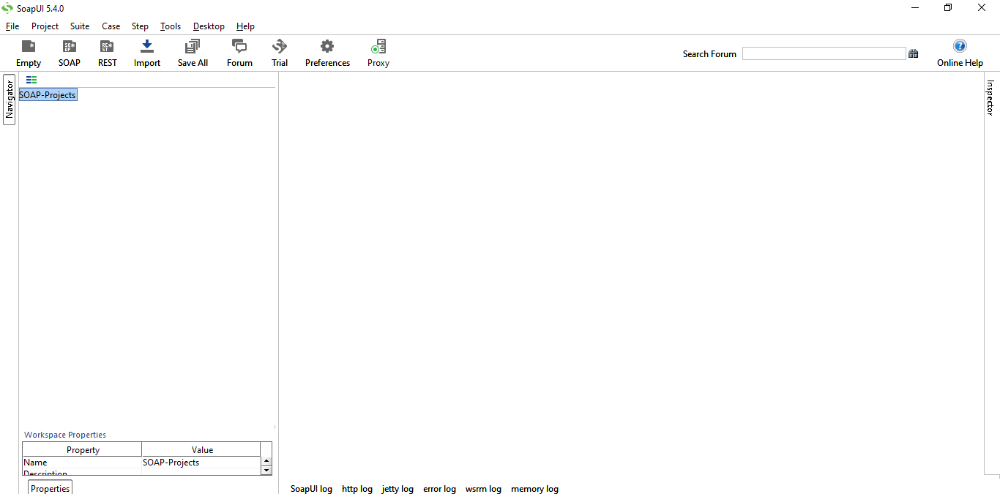 SoapUI 5.4.0
File Project Suite Case Step Tools Desktop Help
Empty SOAP REST Import Save All Forum Trial Preferences Proxy Search Forum Online Help
Navigator
SOAP-Projects
Inspector
Workspace Properties
Property Value
Name SOAP-Projects
Description
Properties
SoapUI log http log jetty log error log wsrm log memory log